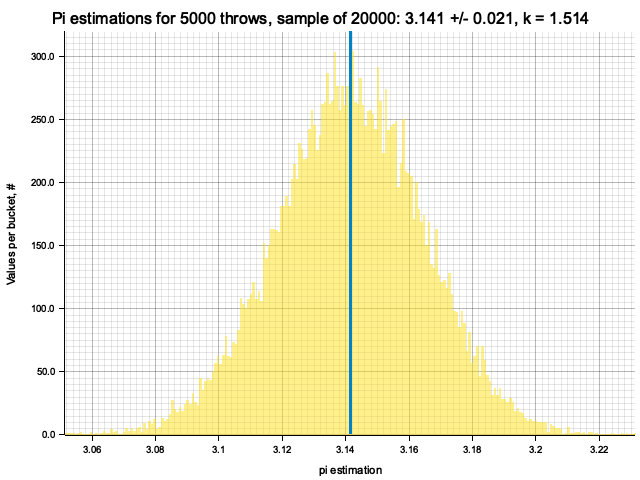 Pi estimations for 5000 throws, sample of 20000: 3.141 +/- 0.021, k = 1.514
300.0
250.0
200.0
150.0
100.0
50.0
0.0
Values per bucket, #
3.06 3.08 3.1 3.12 3.14 3.16 3.18 3.2 3.22
pi estimation